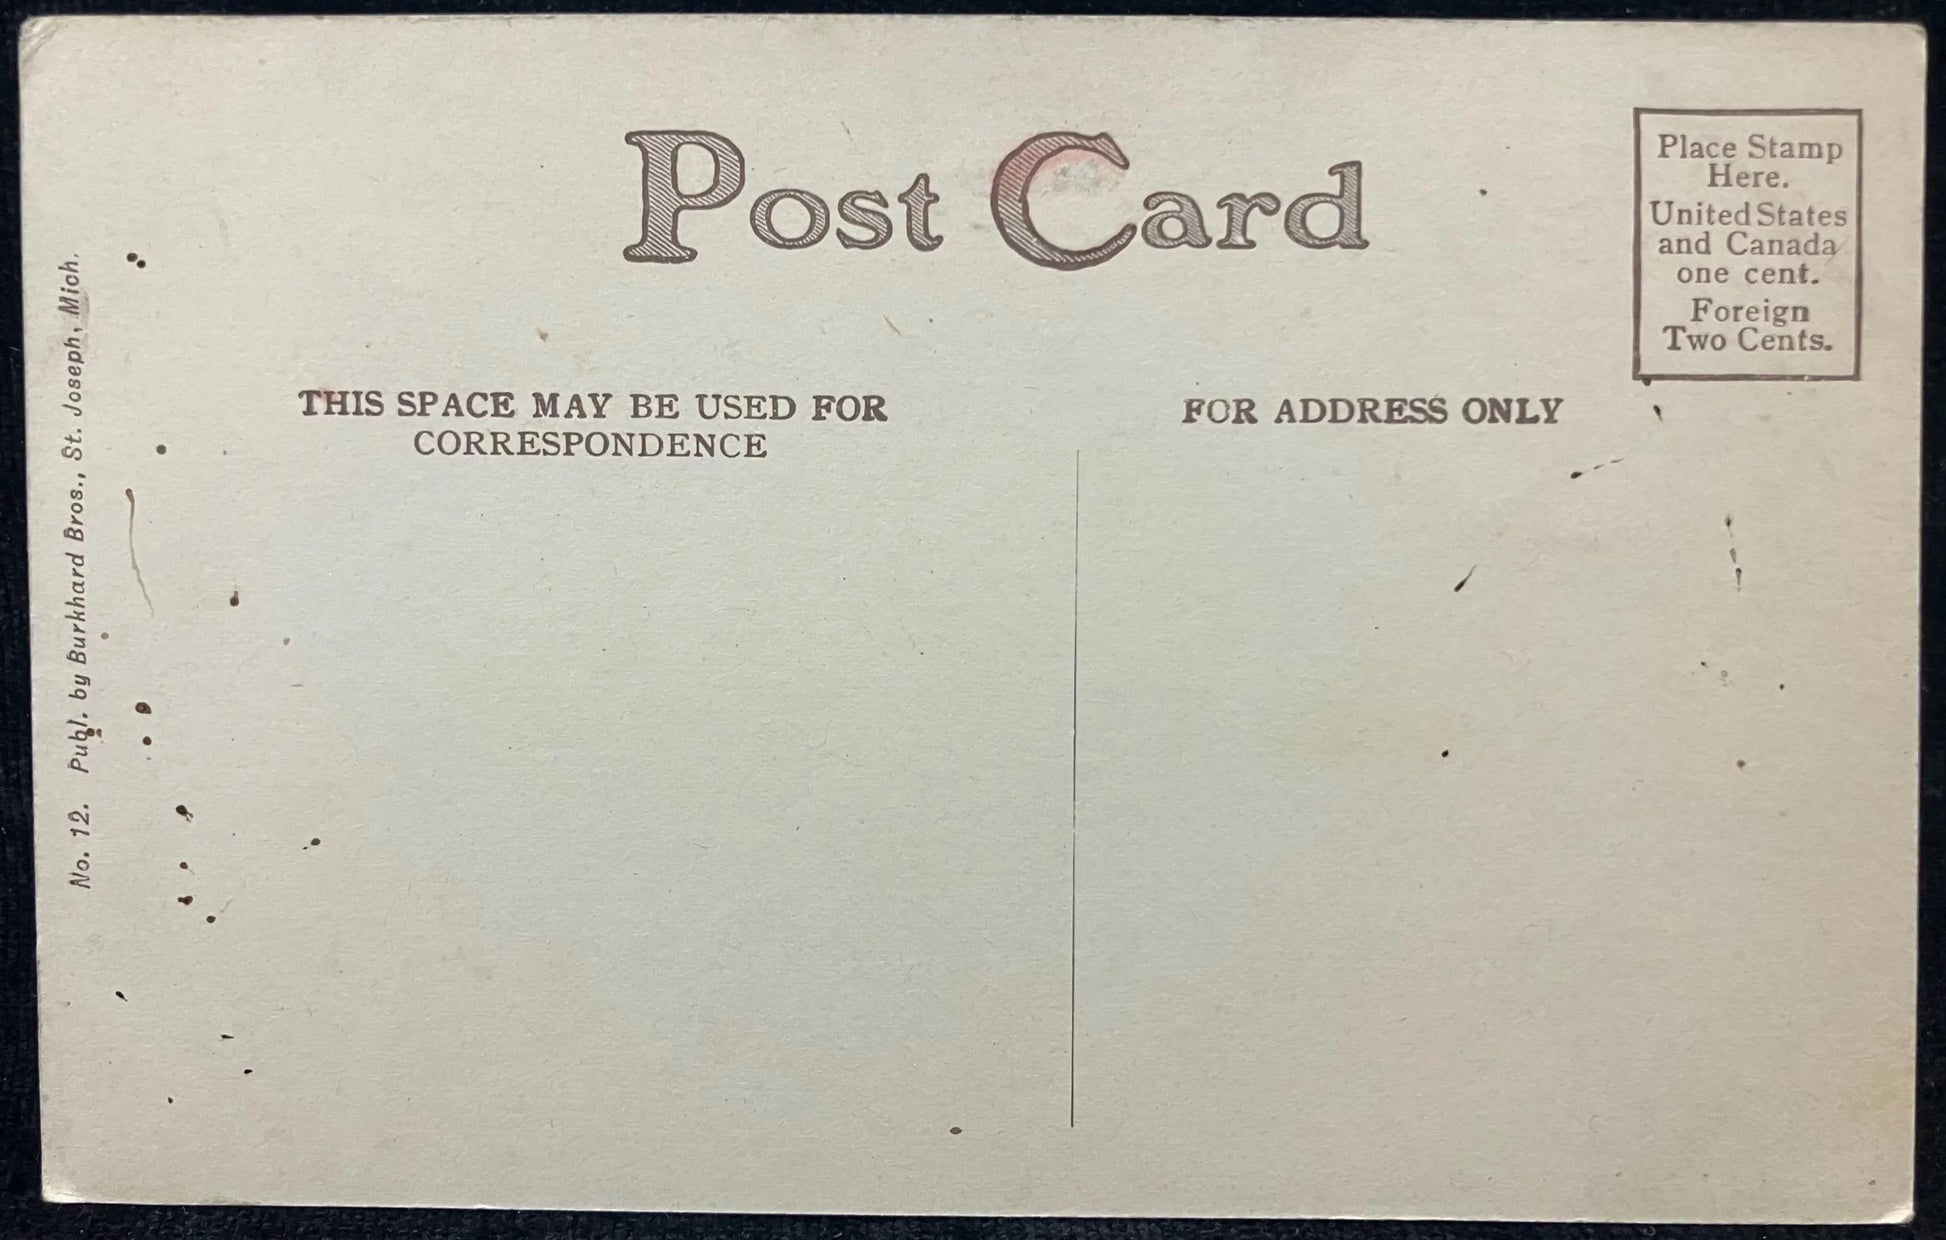 Post Card
Place Stamp
Here.
United States
and Canada
one cent.
Foreign
Two Cents.
THIS SPACE MAY BE USED FOR
CORRESPONDENCE
FOR ADDRESS ONLY
No. 12. Publ. by Burkhard Bros., St. Joseph, Mich.